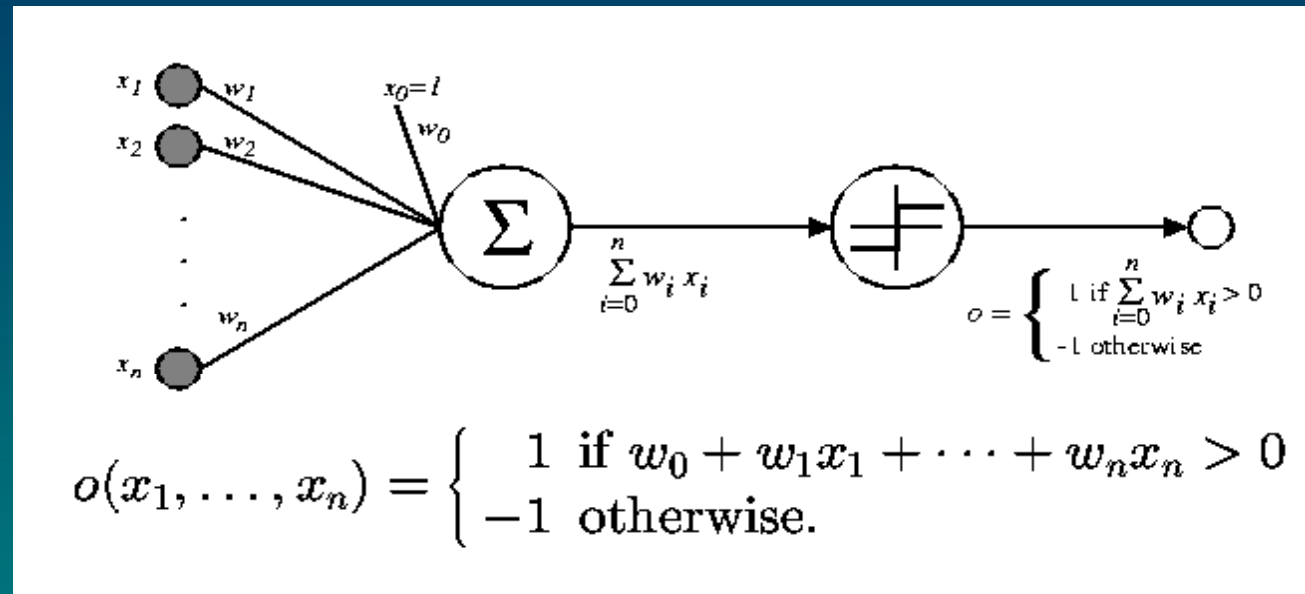 x₁ w₁ x₀=1
x₂ w₂ w₀
.
.
.
wₙ
xₙ
Σ
n
Σ wᵢ xᵢ
i=0
n
o = { 1 if Σ wᵢ xᵢ > 0
i=0
-1 otherwise
o(x₁, . . . , xₙ) = { 1 if w₀ + w₁x₁ + · · · + wₙxₙ > 0
−1 otherwise.